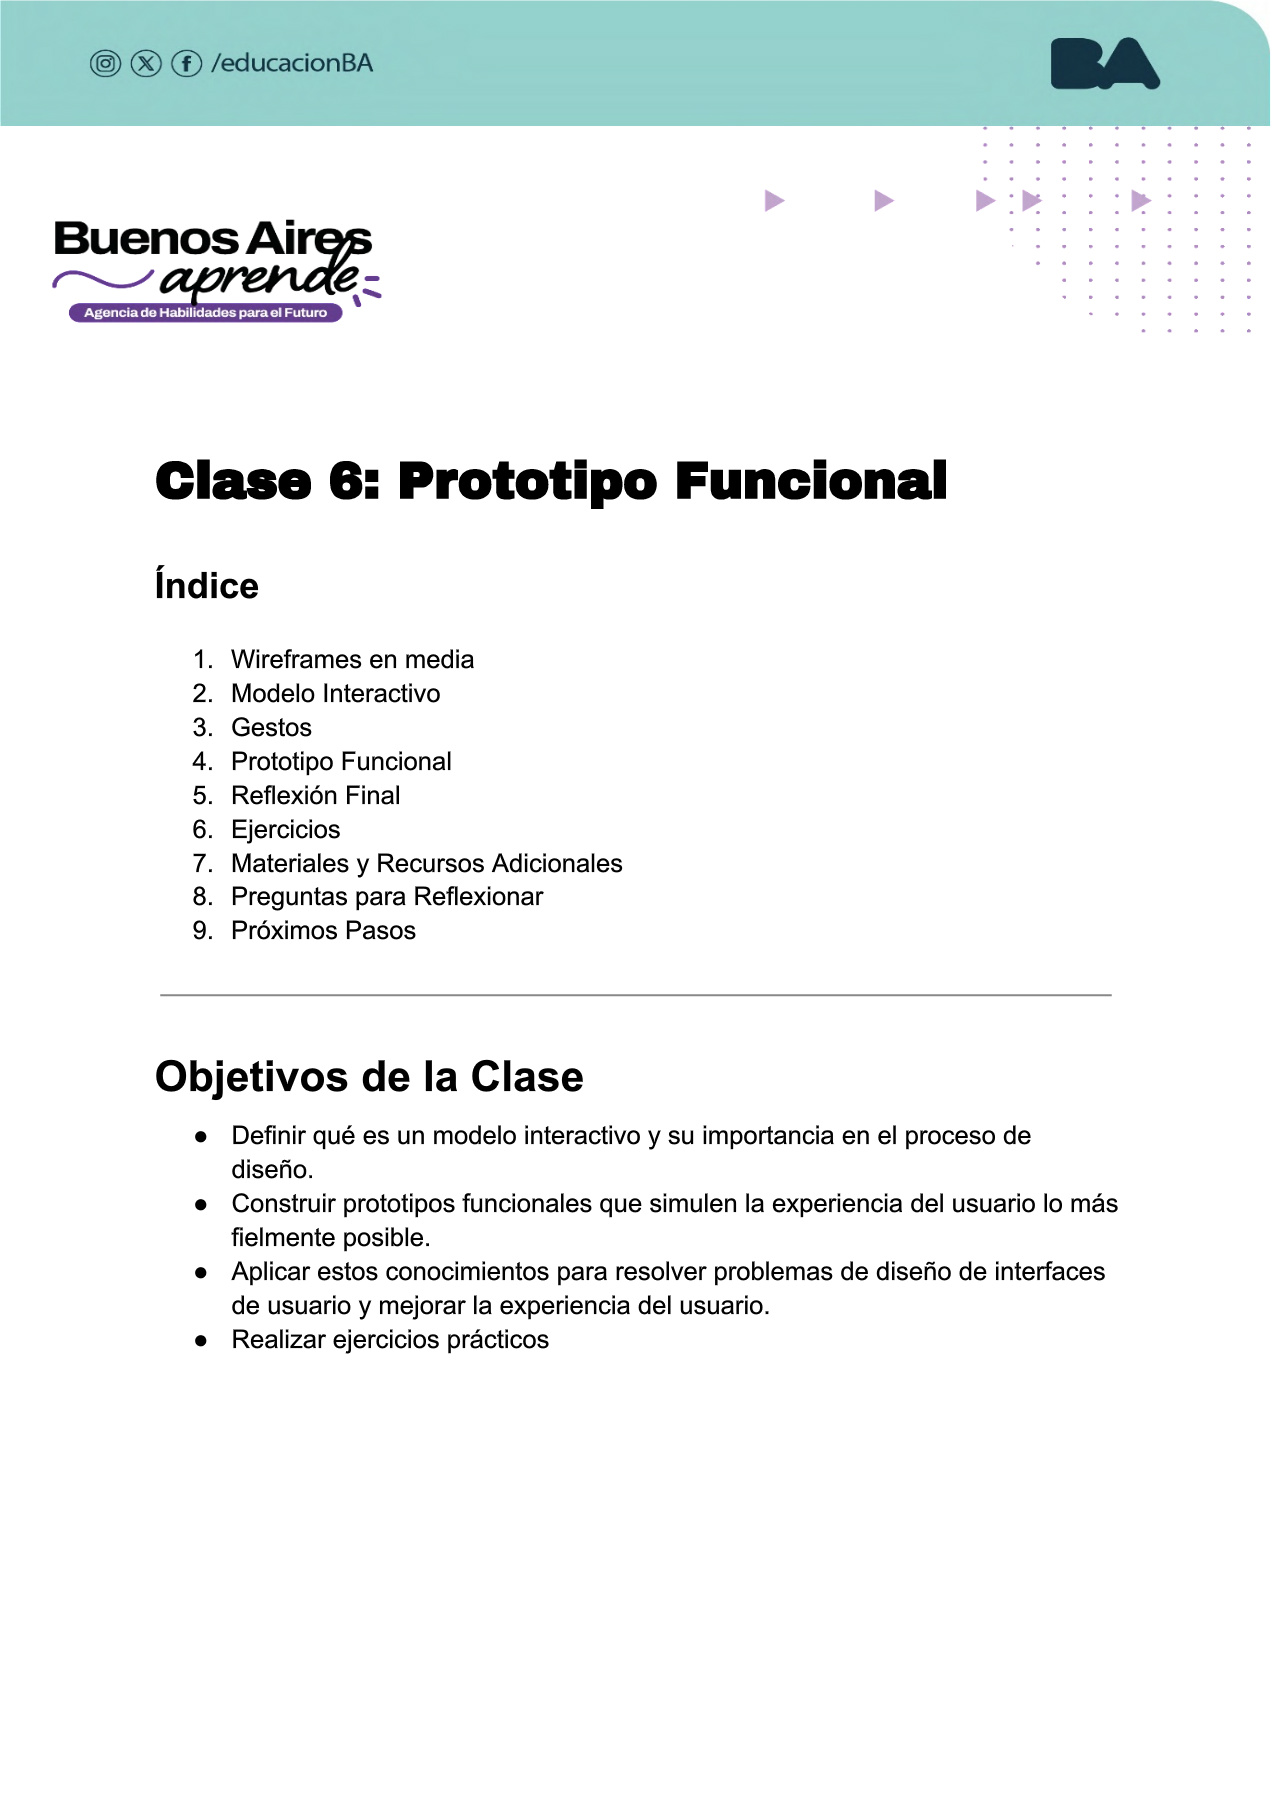 /educacionBA
BA
Buenos Aires
aprende
Agencia de Habilidades para el Futuro
Clase 6: Prototipo Funcional
Índice
1. Wireframes en media
2. Modelo Interactivo
3. Gestos
4. Prototipo Funcional
5. Reflexión Final
6. Ejercicios
7. Materiales y Recursos Adicionales
8. Preguntas para Reflexionar
9. Próximos Pasos
Objetivos de la Clase
● Definir qué es un modelo interactivo y su importancia en el proceso de
diseño.
● Construir prototipos funcionales que simulen la experiencia del usuario lo más
fielmente posible.
● Aplicar estos conocimientos para resolver problemas de diseño de interfaces
de usuario y mejorar la experiencia del usuario.
● Realizar ejercicios prácticos